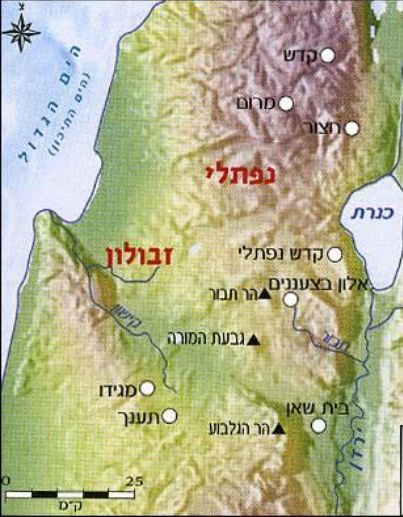 צ
הים הגדול
(הים התיכון)
קדש
מרום
חצור
נפתלי
כנרת
זבולון
קדש נפתלי
אלון בצעננים
הר תבור
קישון
תבור
גבעת המורה
מגידו
תענך
בית שאן
הר הגלבוע
הירדן
0 25
ק"מ